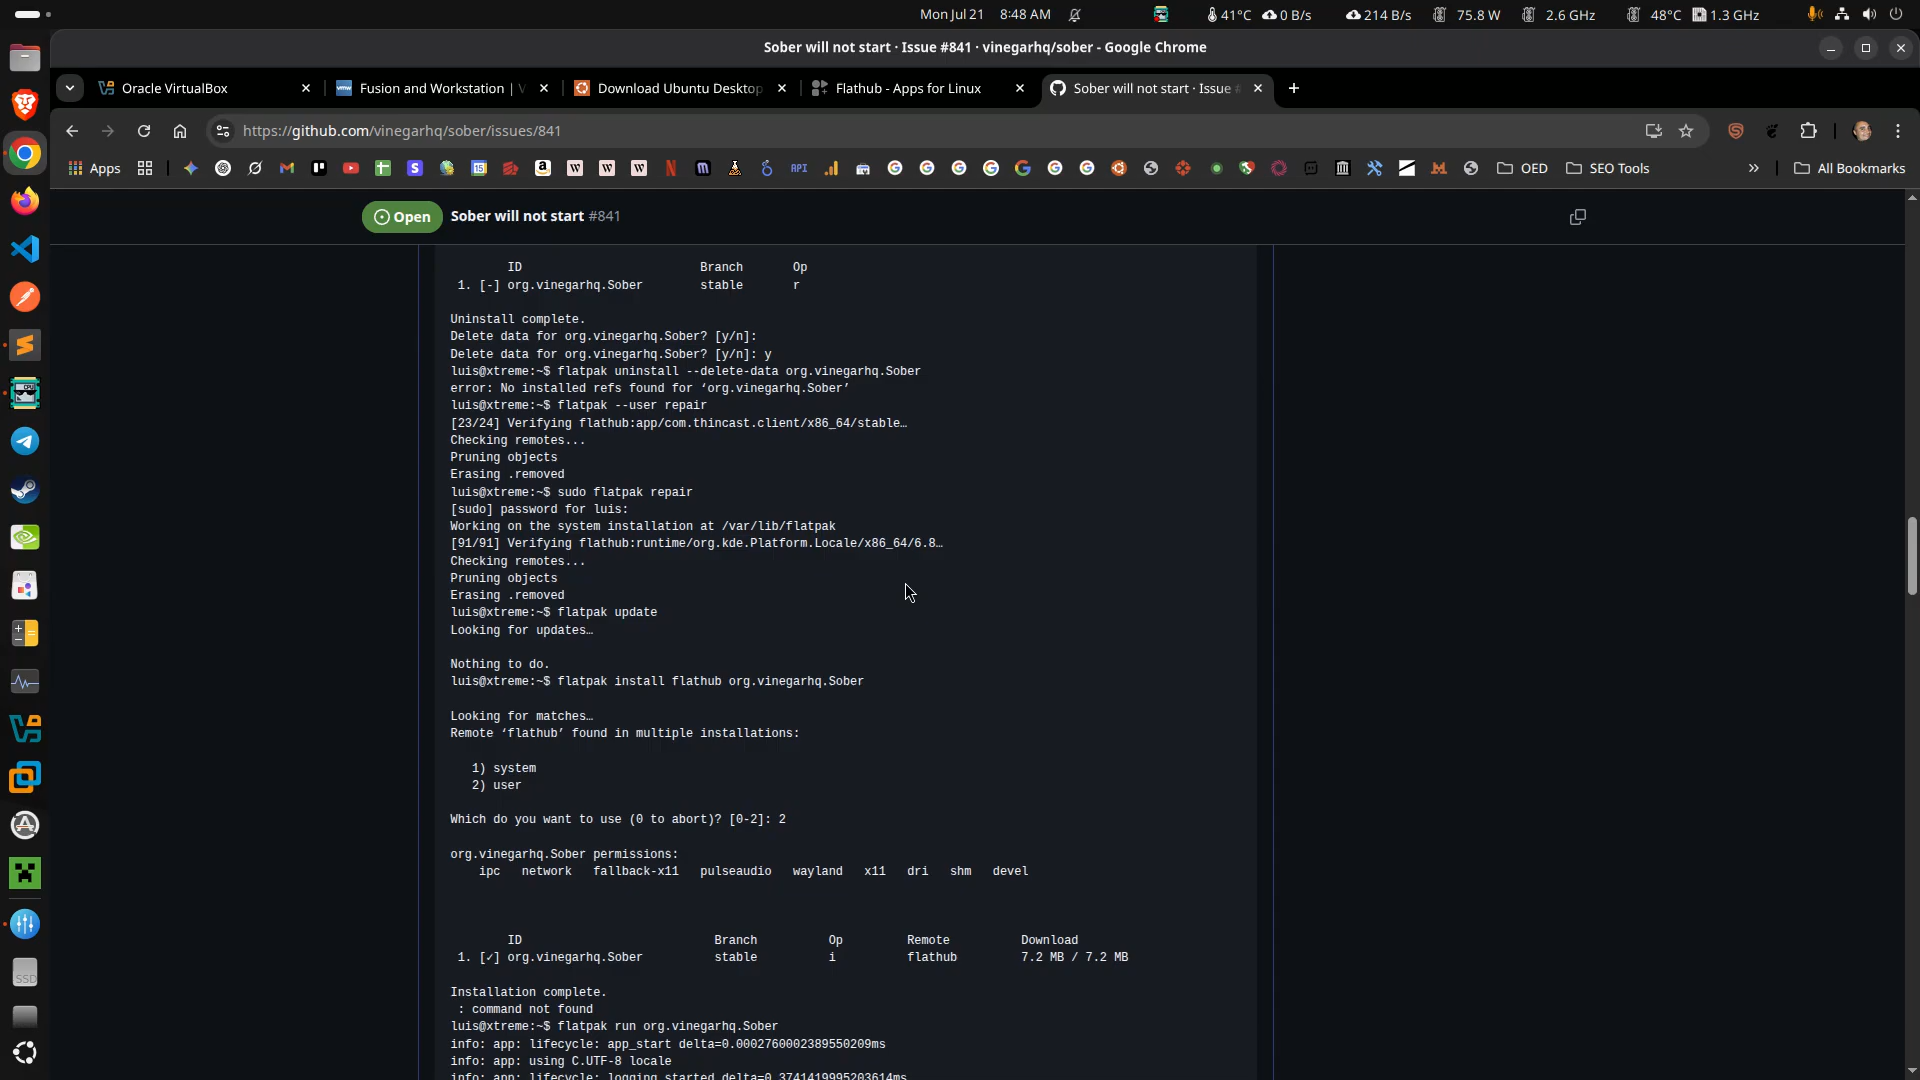 Mon Jul 21 8:48 AM
41°C 0 B/s 214 B/s 75.8 W 2.6 GHz 48°C 1.3 GHz
Sober will not start · Issue #841 · vinegarhq/sober - Google Chrome
Oracle VirtualBox
Fusion and Workstation | V
Download Ubuntu Desktop
Flathub - Apps for Linux
Sober will not start · Issue #
https://github.com/vinegarhq/sober/issues/841
Apps
OED
SEO Tools
All Bookmarks
Open Sober will not start #841
ID Branch Op
1. [-] org.vinegarhq.Sober stable r
Uninstall complete.
Delete data for org.vinegarhq.Sober? [y/n]:
Delete data for org.vinegarhq.Sober? [y/n]: y
luis@xtreme:~$ flatpak uninstall --delete-data org.vinegarhq.Sober
error: No installed refs found for ‘org.vinegarhq.Sober’
luis@xtreme:~$ flatpak --user repair
[23/24] Verifying flathub:app/com.thincast.client/x86_64/stable…
Checking remotes...
Pruning objects
Erasing .removed
luis@xtreme:~$ sudo flatpak repair
[sudo] password for luis:
Working on the system installation at /var/lib/flatpak
[91/91] Verifying flathub:runtime/org.kde.Platform.Locale/x86_64/6.8…
Checking remotes...
Pruning objects
Erasing .removed
luis@xtreme:~$ flatpak update
Looking for updates…
Nothing to do.
luis@xtreme:~$ flatpak install flathub org.vinegarhq.Sober
Looking for matches…
Remote ‘flathub’ found in multiple installations:
1) system
2) user
Which do you want to use (0 to abort)? [0-2]: 2
org.vinegarhq.Sober permissions:
ipc network fallback-x11 pulseaudio wayland x11 dri shm devel
ID Branch Op Remote Download
1. [✓] org.vinegarhq.Sober stable i flathub 7.2 MB / 7.2 MB
Installation complete.
: command not found
luis@xtreme:~$ flatpak run org.vinegarhq.Sober
info: app: lifecycle: app_start delta=0.0002760002389550209ms
info: app: using C.UTF-8 locale
info: app: lifecycle: logging started delta=0.3741419995203614ms